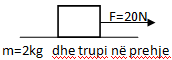 F=20N
m=2kg dhe trupi në prehje